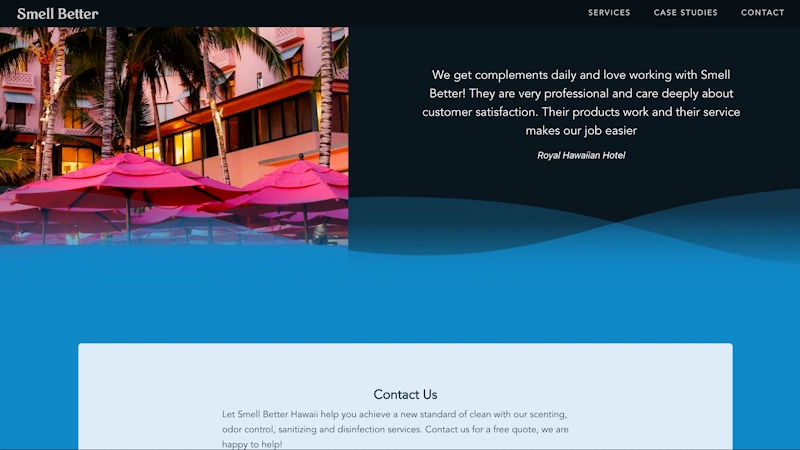 Smell Better
SERVICES CASE STUDIES CONTACT
We get complements daily and love working with Smell
Better! They are very professional and care deeply about
customer satisfaction. Their products work and their service
makes our job easier
Royal Hawaiian Hotel
Contact Us
Let Smell Better Hawaii help you achieve a new standard of clean with our scenting,
odor control, sanitizing and disinfection services. Contact us for a free quote, we are
happy to help!